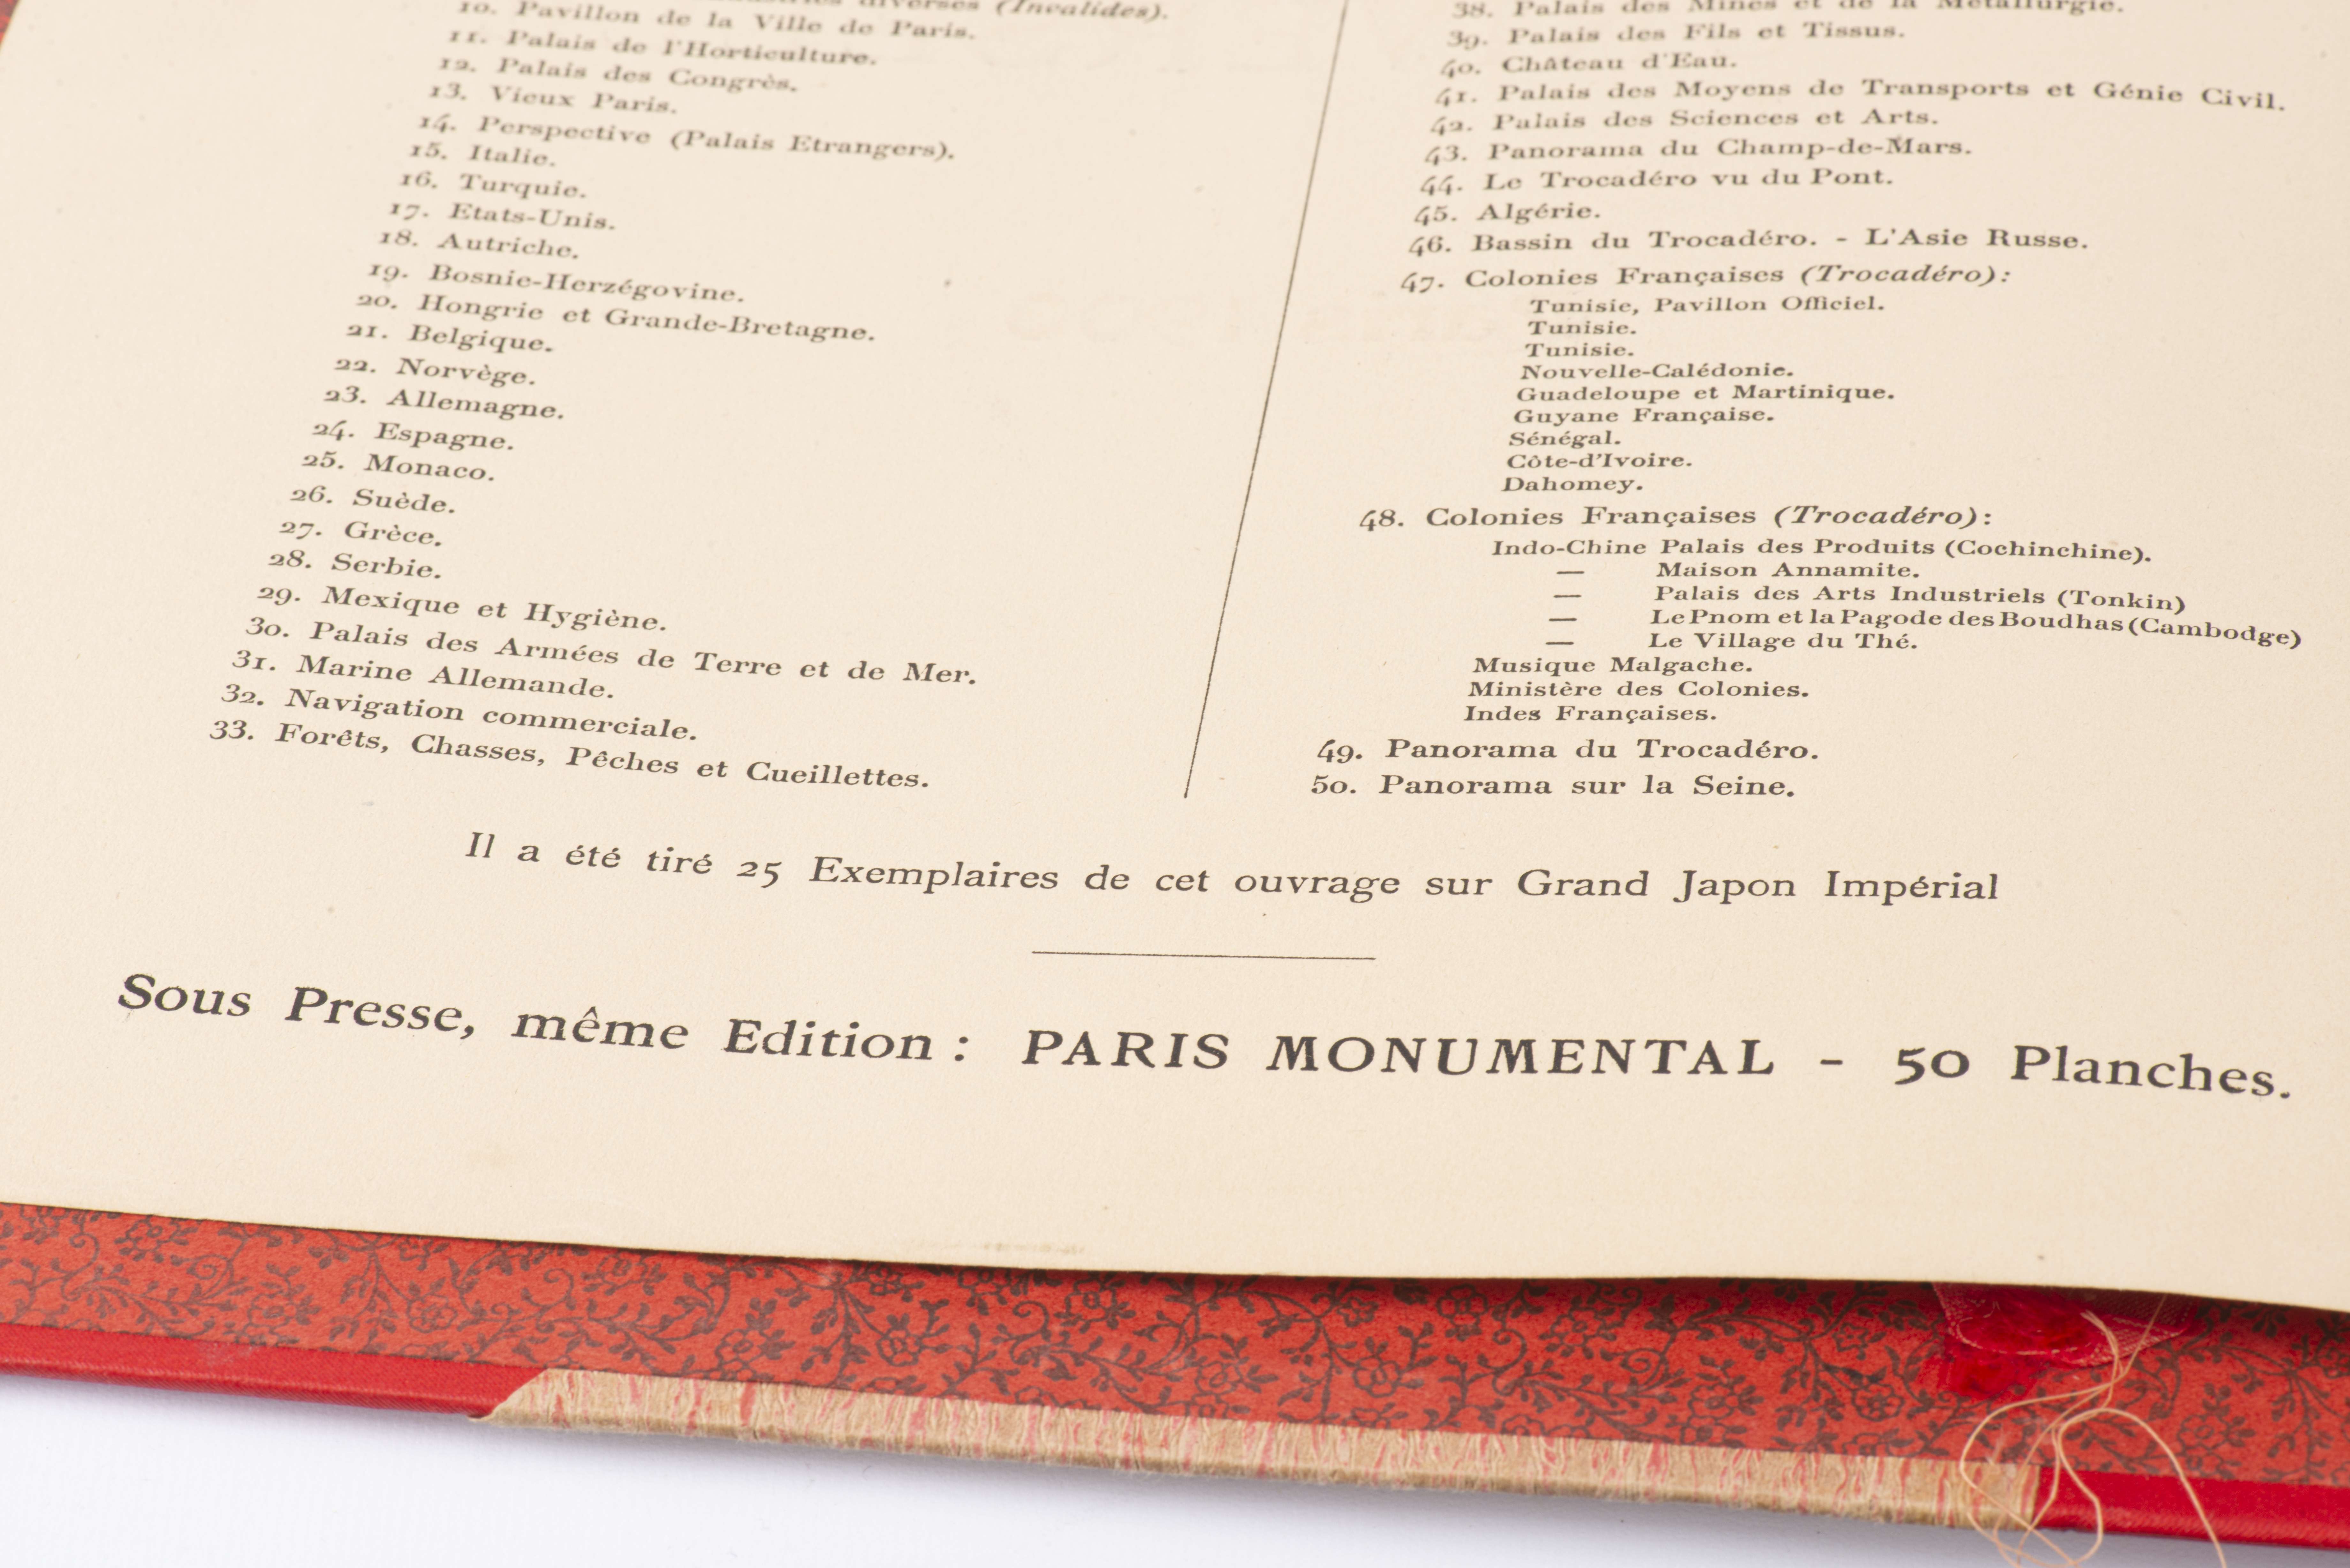 diverses (Invalides).
10. Pavillon de la Ville de Paris.
11. Palais de l'Horticulture.
12. Palais des Congrès.
13. Vieux Paris.
14. Perspective (Palais Etrangers).
15. Italie.
16. Turquie.
17. Etats-Unis.
18. Autriche.
19. Bosnie-Herzégovine.
20. Hongrie et Grande-Bretagne.
21. Belgique.
22. Norvège.
23. Allemagne.
24. Espagne.
25. Monaco.
26. Suède.
27. Grèce.
28. Serbie.
29. Mexique et Hygiène.
30. Palais des Armées de Terre et de Mer.
31. Marine Allemande.
32. Navigation commerciale.
33. Forêts, Chasses, Pêches et Cueillettes.
38. Palais des Mines et de la Métallurgie.
39. Palais des Fils et Tissus.
40. Château d'Eau.
41. Palais des Moyens de Transports et Génie Civil.
42. Palais des Sciences et Arts.
43. Panorama du Champ-de-Mars.
44. Le Trocadéro vu du Pont.
45. Algérie.
46. Bassin du Trocadéro. - L'Asie Russe.
47. Colonies Françaises (Trocadéro):
Tunisie, Pavillon Officiel.
Tunisie.
Tunisie.
Nouvelle-Calédonie.
Guadeloupe et Martinique.
Guyane Française.
Sénégal.
Côte-d'Ivoire.
Dahomey.
48. Colonies Françaises (Trocadéro):
Indo-Chine Palais des Produits (Cochinchine).
— Maison Annamite.
— Palais des Arts Industriels (Tonkin)
— Le Pnom et la Pagode des Boudhas (Cambodge)
— Le Village du Thé.
Musique Malgache.
Ministère des Colonies.
Indes Françaises.
49. Panorama du Trocadéro.
50. Panorama sur la Seine.
Il a été tiré 25 Exemplaires de cet ouvrage sur Grand Japon Impérial
Sous Presse, même Edition : PARIS MONUMENTAL - 50 Planches.